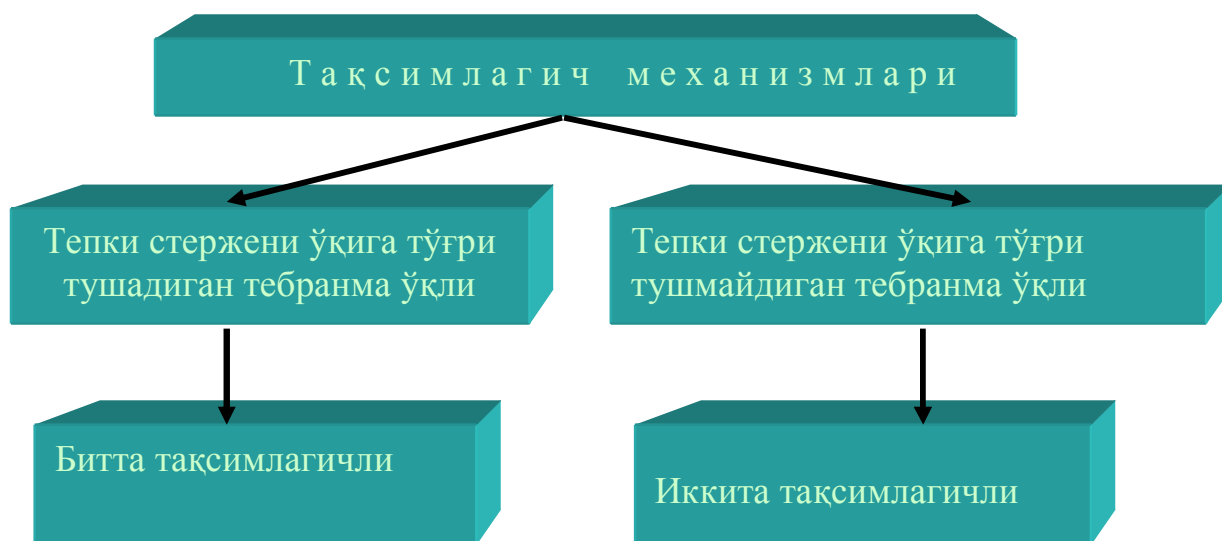 Тақсимлагич механизмлари
Тепки стержени ўқига тўғри
тушадиган тебранма ўқли
Тепки стержени ўқига тўғри
тушмайдиган тебранма ўқли
Битта тақсимлагичли
Иккита тақсимлагичли